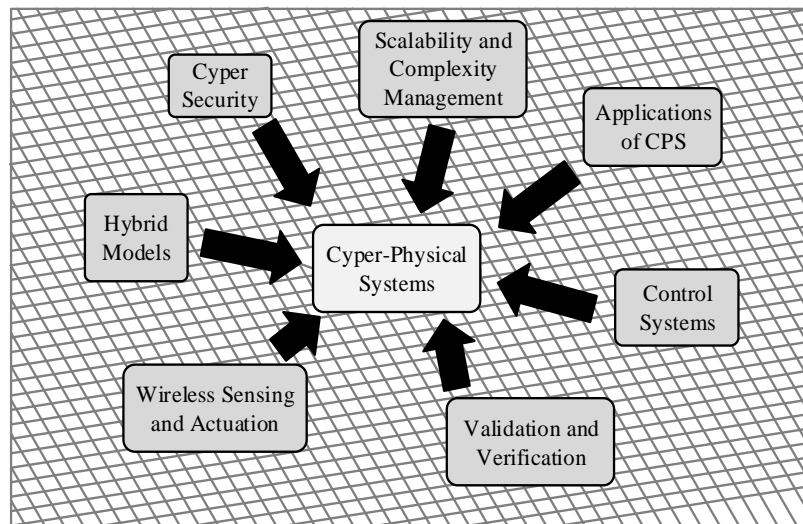 Cyper
Security
Scalability and
Complexity
Management
Applications
of CPS
Hybrid
Models
Cyper-Physical
Systems
Control
Systems
Wireless Sensing
and Actuation
Validation and
Verification